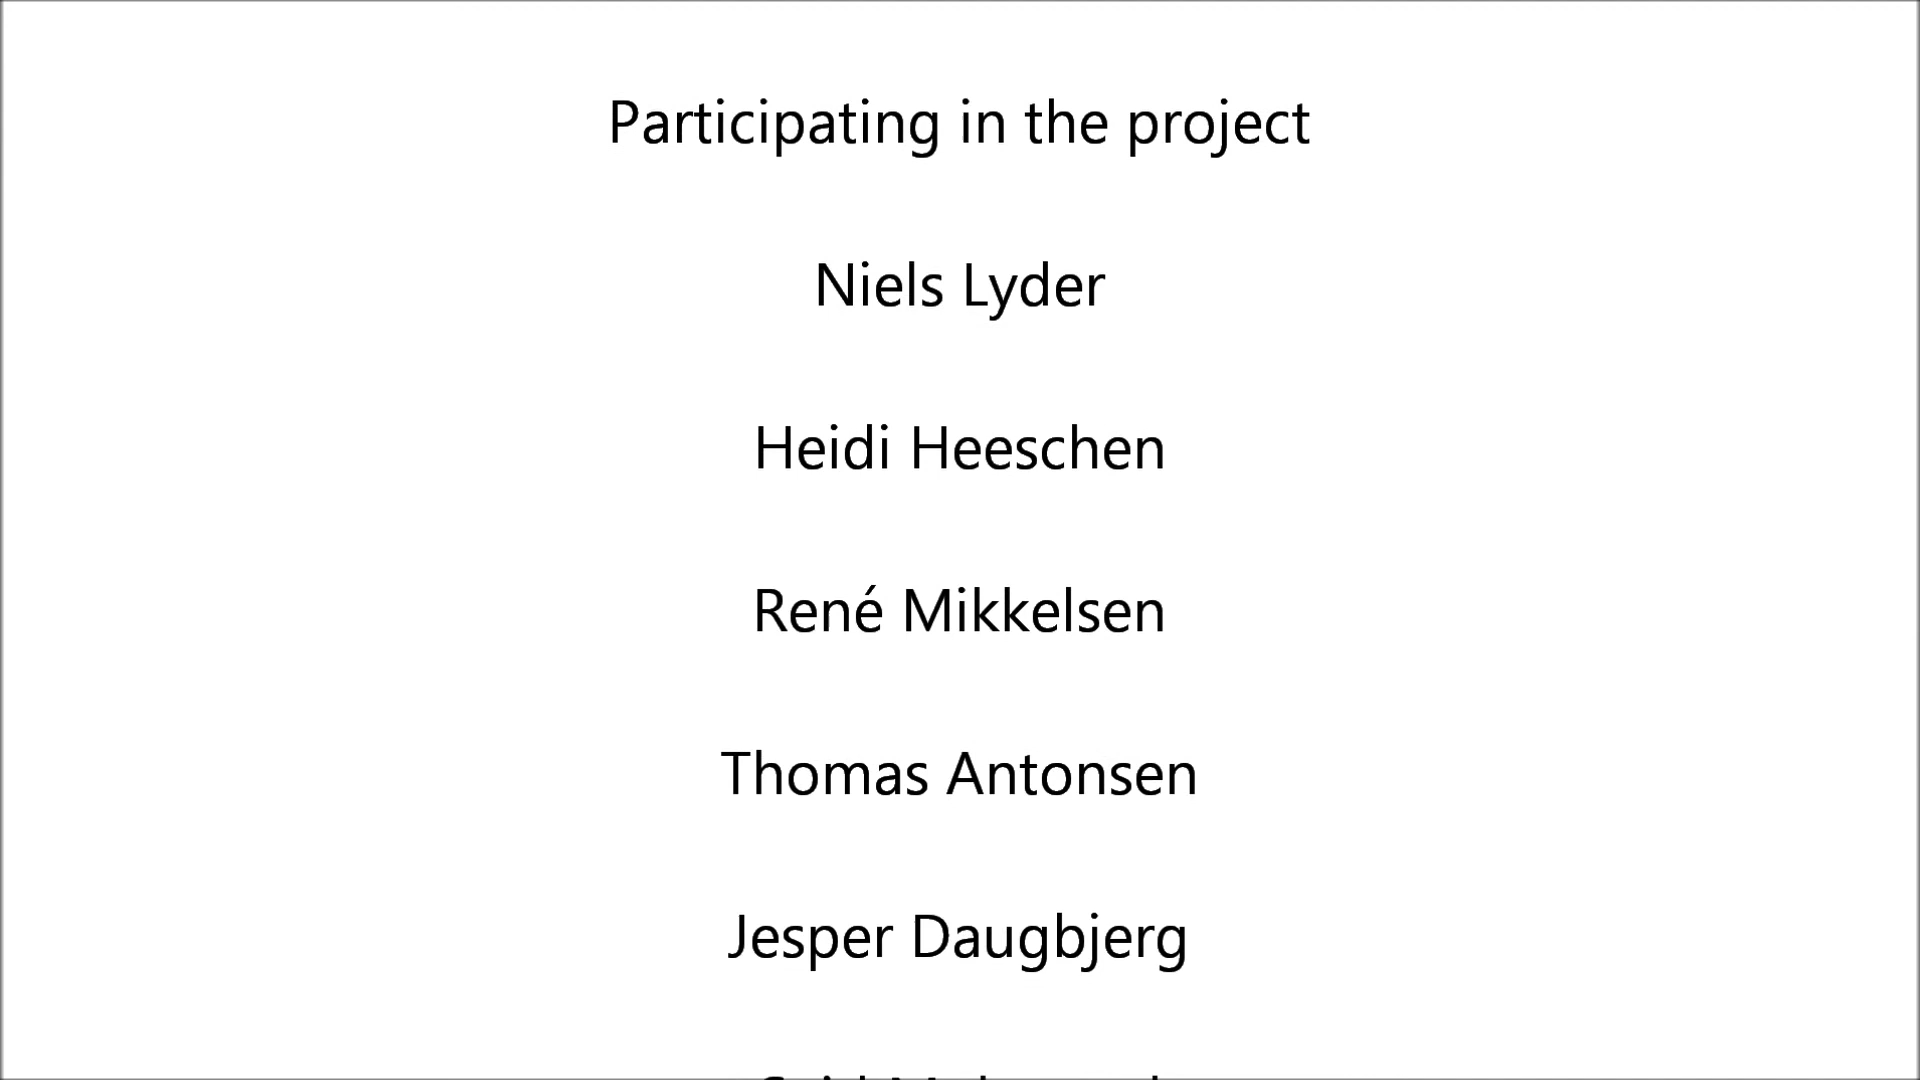 Participating in the project
Niels Lyder
Heidi Heeschen
René Mikkelsen
Thomas Antonsen
Jesper Daugbjerg